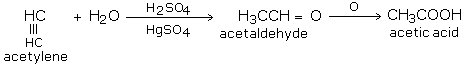 HC + H₂O H₂SO₄ H₃CCH = O O CH₃COOH
HC HgSO₄ acetaldehyde acetic acid
acetylene